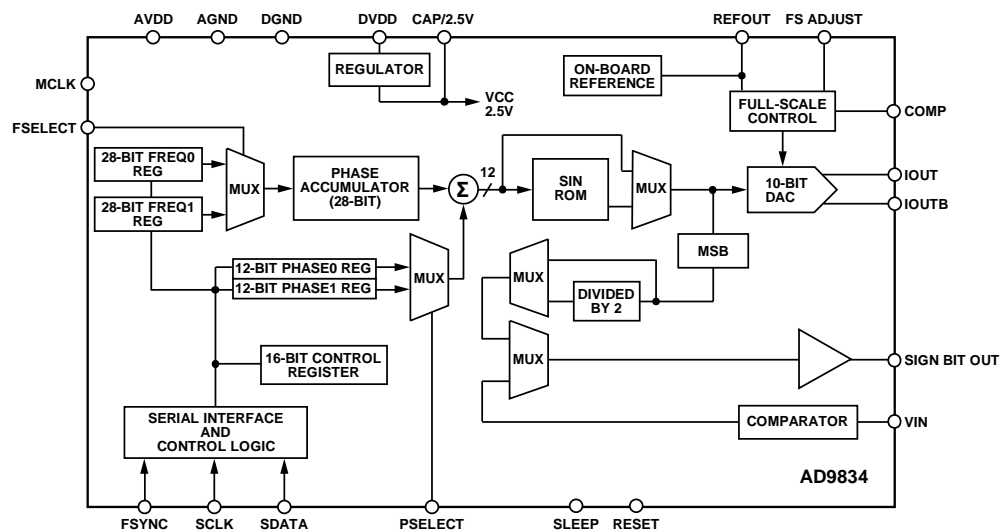 AVDD
AGND
DGND
DVDD
CAP/2.5V
REFOUT
FS ADJUST
MCLK
REGULATOR
VCC
2.5V
ON-BOARD
REFERENCE
FULL-SCALE
CONTROL
COMP
FSELECT
28-BIT FREQ0
REG
28-BIT FREQ1
REG
MUX
PHASE
ACCUMULATOR
(28-BIT)
Σ
12
SIN
ROM
MUX
10-BIT
DAC
IOUT
IOUTB
MSB
12-BIT PHASE0 REG
12-BIT PHASE1 REG
MUX
MUX
DIVIDED
BY 2
16-BIT CONTROL
REGISTER
MUX
SIGN BIT OUT
SERIAL INTERFACE
AND
CONTROL LOGIC
COMPARATOR
VIN
AD9834
FSYNC
SCLK
SDATA
PSELECT
SLEEP
RESET